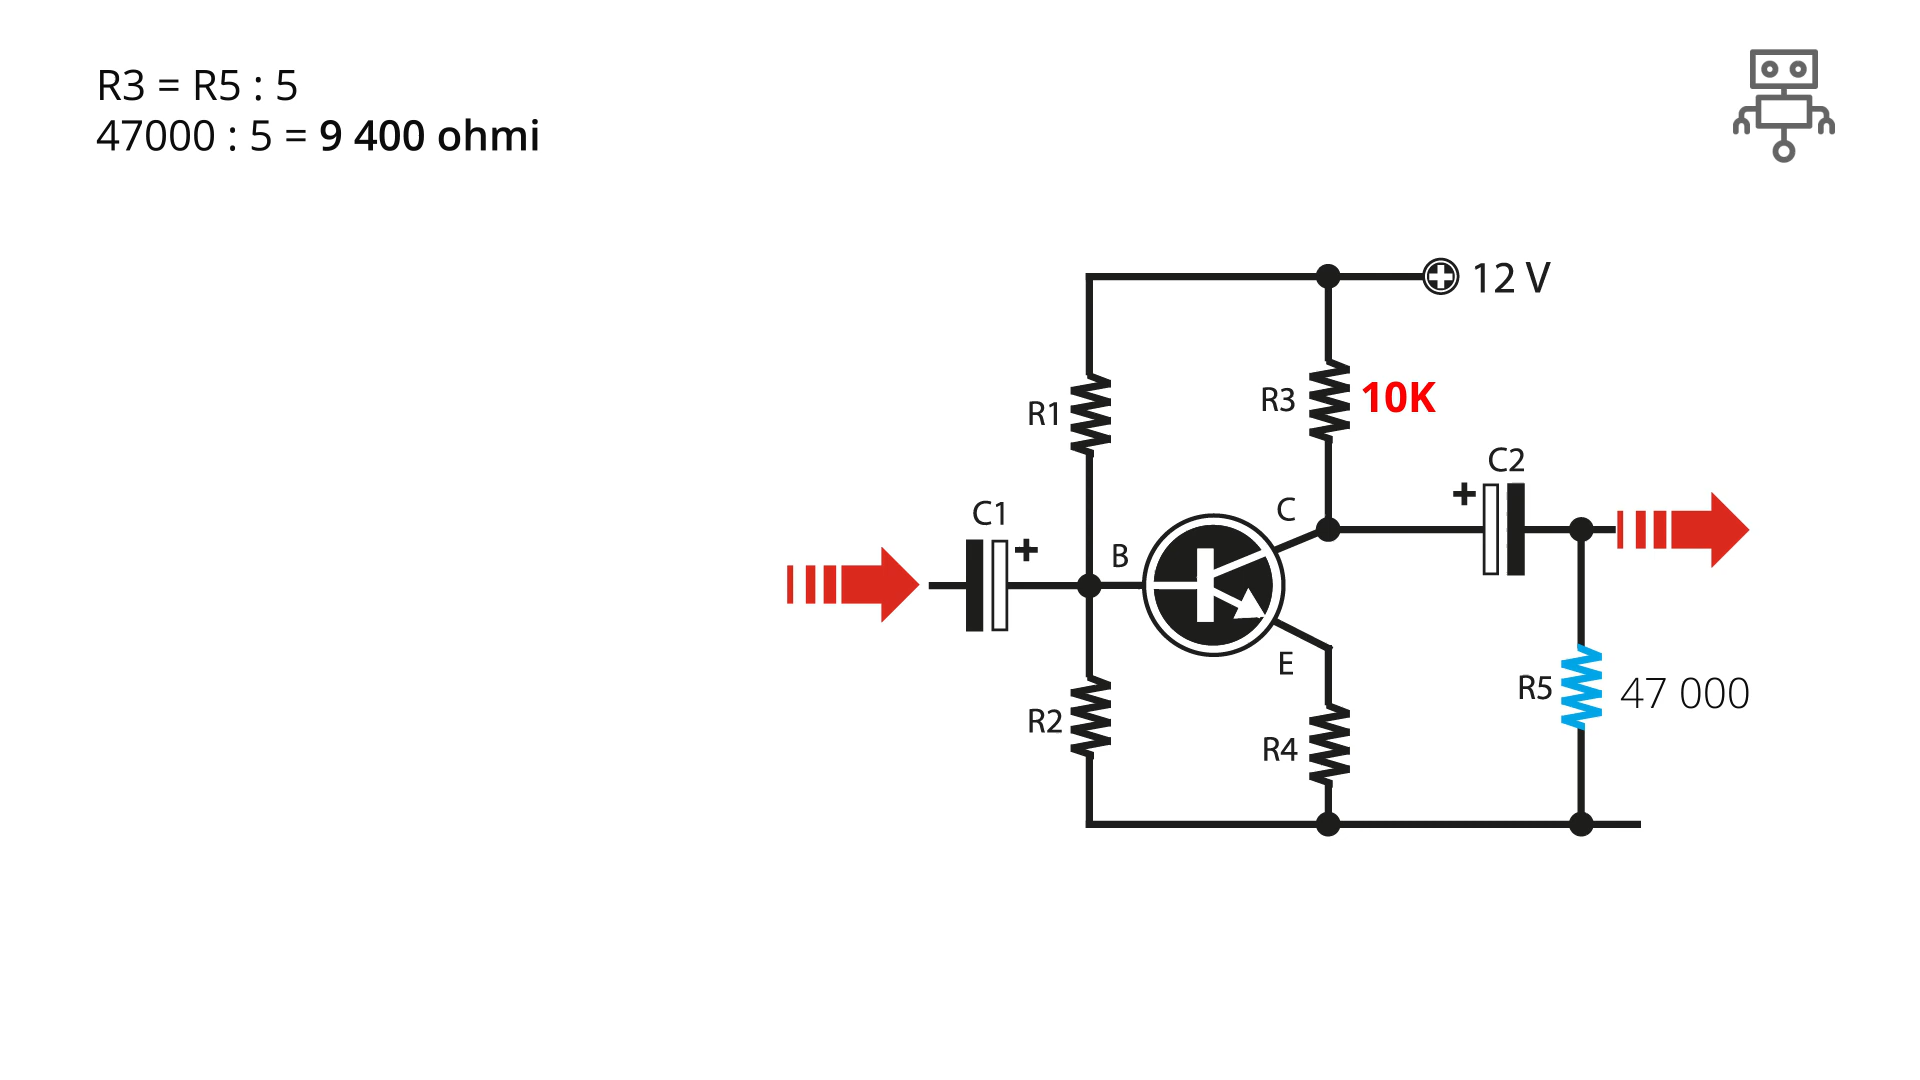 R3 = R5 : 5
47000 : 5 = 9 400 ohmi
12 V
R3 10K
R1
C2
+
C
C1
+
B
E
R5 47 000
R2
R4